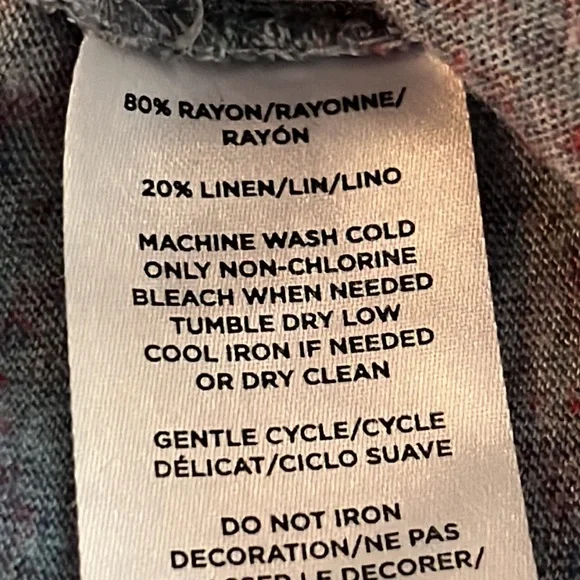 80% RAYON/RAYONNE/
RAYÓN
20% LINEN/LIN/LINO
MACHINE WASH COLD
ONLY NON-CHLORINE
BLEACH WHEN NEEDED
TUMBLE DRY LOW
COOL IRON IF NEEDED
OR DRY CLEAN
GENTLE CYCLE/CYCLE
DÉLICAT/CICLO SUAVE
DO NOT IRON
DECORATION/NE PAS
LE DECORER/